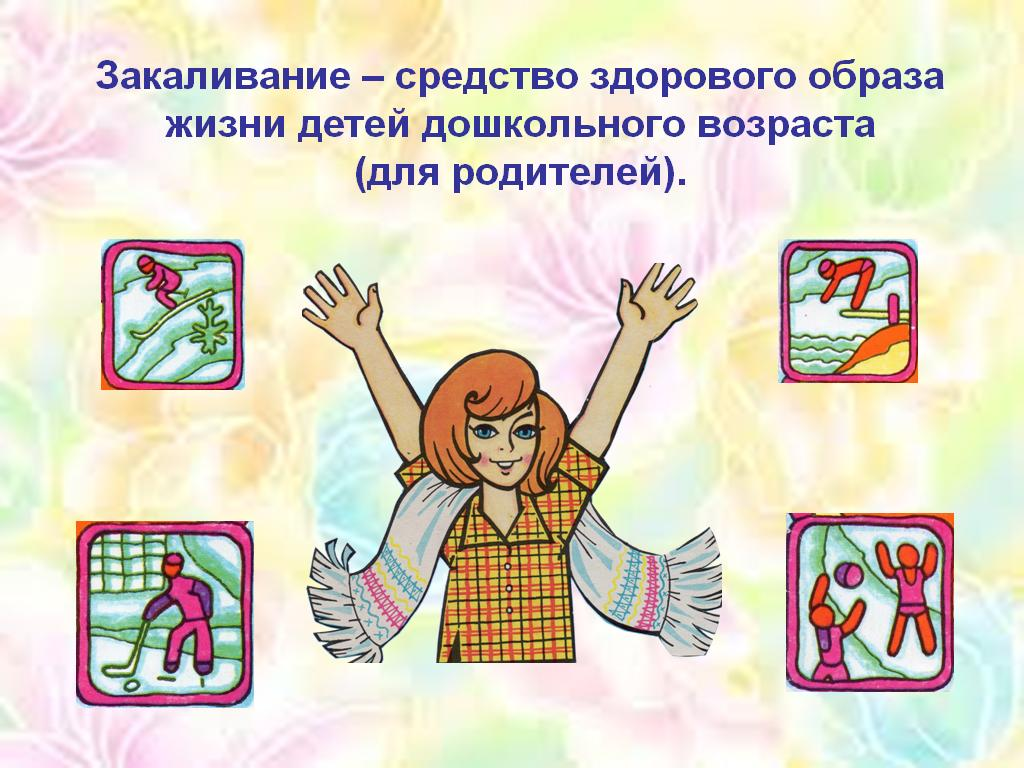 Закаливание – средство здорового образа
жизни детей дошкольного возраста
(для родителей).